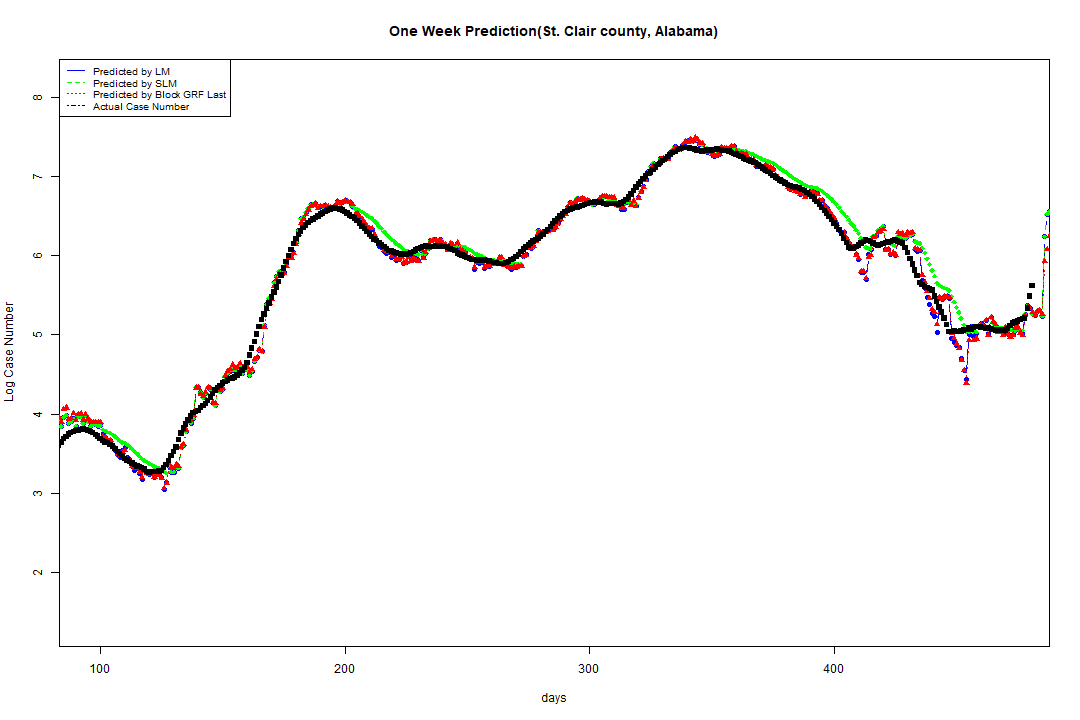 One Week Prediction(St. Clair county, Alabama)
Predicted by LM
Predicted by SLM
Predicted by Block GRF Last
Actual Case Number
8
7
6
5
4
3
2
Log Case Number
100 200 300 400
days